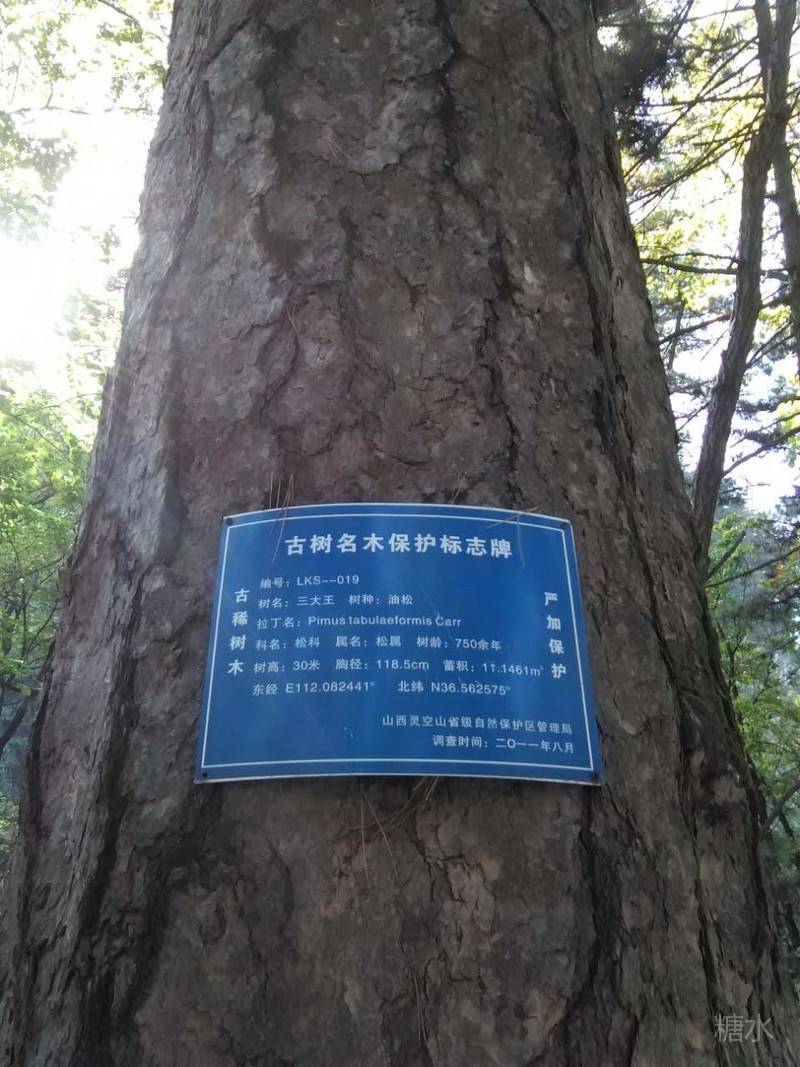 古树名木保护标志牌
古稀树木
编号：LKS--019
树名：三大王 树种：油松
拉丁名：Pimus tabulaeformis Carr
科名：松科 属名：松属 树龄：750余年
树高：30米 胸径：118.5cm 蓄积：11.1461m³
东经 E112.082441° 北纬 N36.562575°
严加保护
山西灵空山省级自然保护区管理局
调查时间：二〇一一年八月
糖水